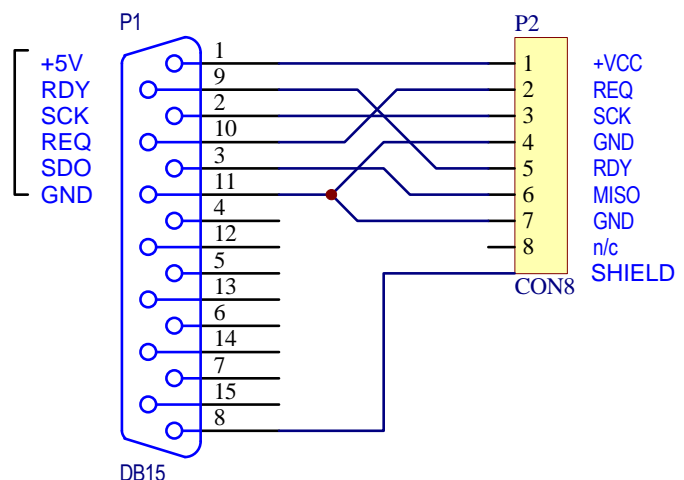 P1
P2
+5V 1 1 +VCC
RDY 9 2 REQ
SCK 2 3 SCK
REQ 10 4 GND
SDO 3 5 RDY
GND 11 6 MISO
4 7 GND
12 8 n/c
5 SHIELD
13 CON8
6
14
7
15
8
DB15